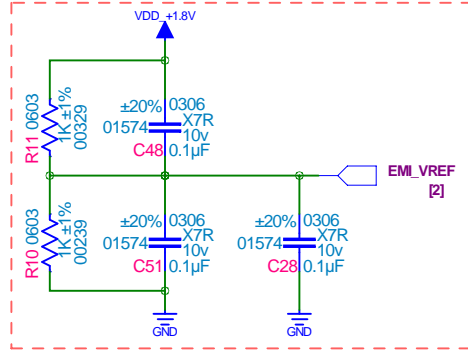 VDD_+1.8V
R11 0603
1K ±1%
00329
±20% 0306
01574 X7R
10v
C48 0.1µF
EMI_VREF
[2]
R10 0603
1K ±1%
00239
±20% 0306
01574 X7R
10v
C51 0.1µF
±20% 0306
01574 X7R
10v
C28 0.1µF
GND
GND